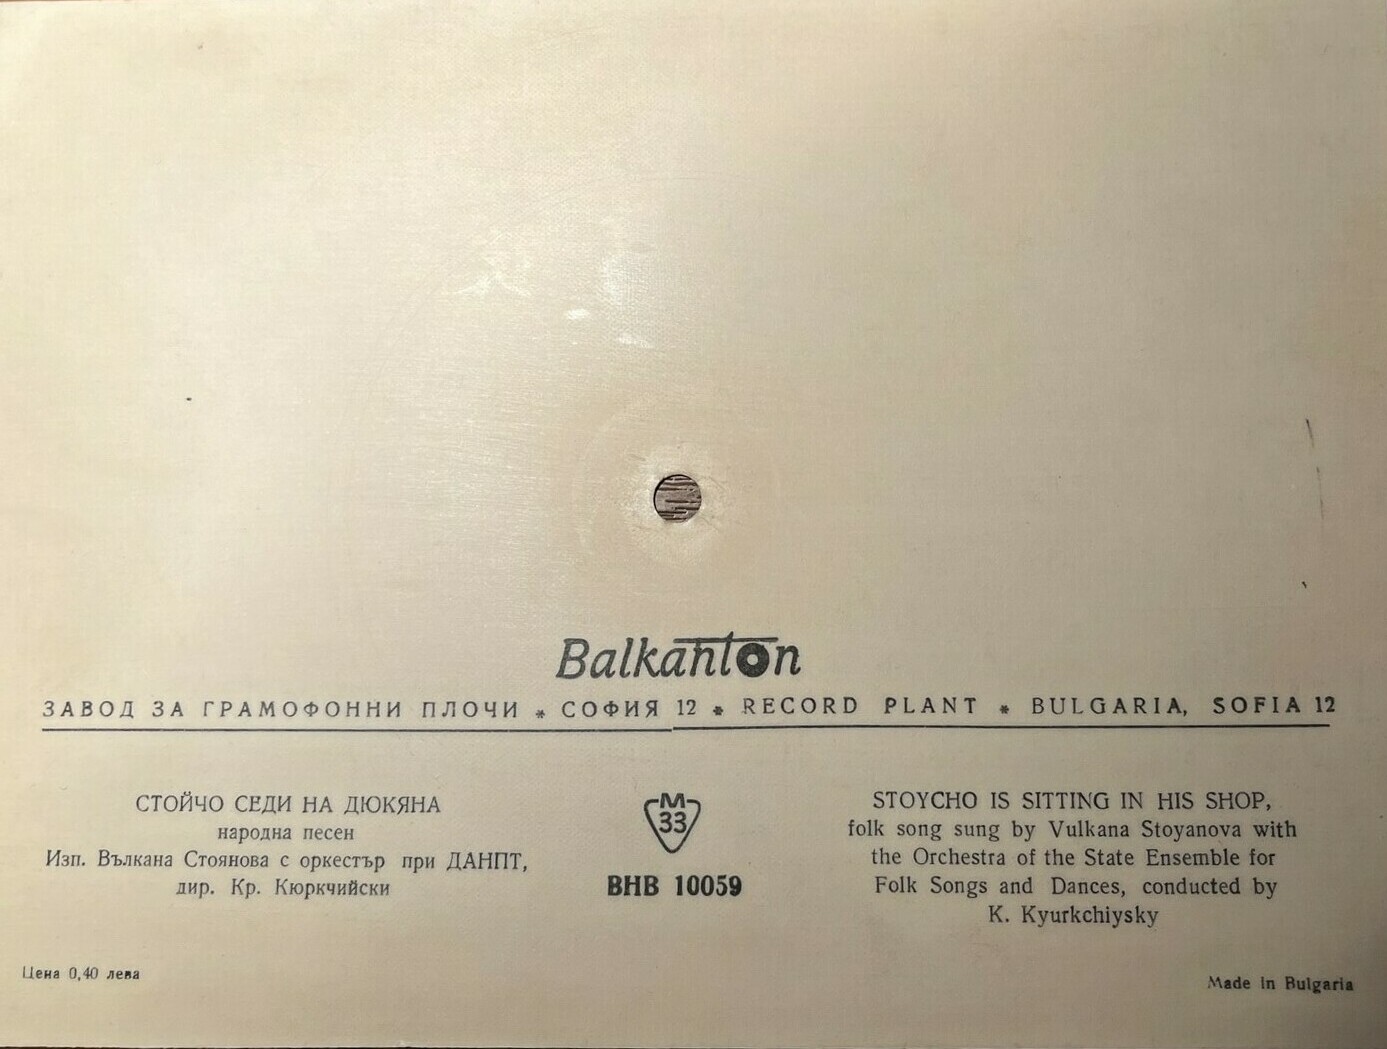 Balkanton
ЗАВОД ЗА ГРАМОФОННИ ПЛОЧИ * СОФИЯ 12 * RECORD PLANT * BULGARIA, SOFIA 12
СТОЙЧО СЕДИ НА ДЮКЯНА
народна песен
Изп. Вълкана Стоянова с оркестър при ДАНПТ,
дир. Кр. Кюркчийски
М
33
ВНВ 10059
STOYCHO IS SITTING IN HIS SHOP,
folk song sung by Vulkana Stoyanova with
the Orchestra of the State Ensemble for
Folk Songs and Dances, conducted by
K. Kyurkchiysky
Цена 0,40 лева
Made in Bulgaria